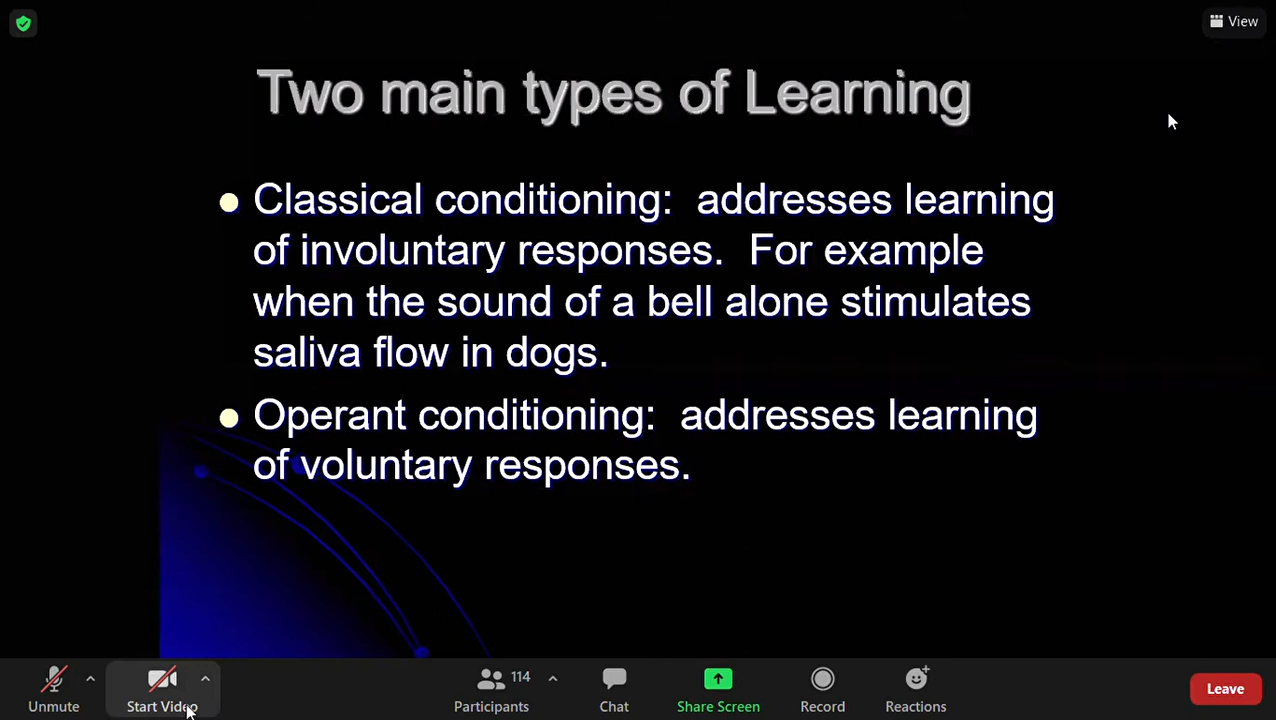 View
Two main types of Learning
Classical conditioning: addresses learning
of involuntary responses. For example
when the sound of a bell alone stimulates
saliva flow in dogs.
Operant conditioning: addresses learning
of voluntary responses.
114
Unmute
Start Video
Participants
Chat
Share Screen
Record
Reactions
Leave